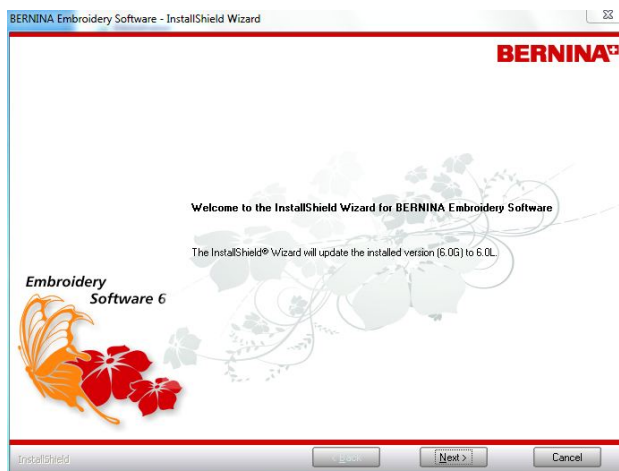 BERNINA Embroidery Software - InstallShield Wizard
BERNINA
Welcome to the InstallShield Wizard for BERNINA Embroidery Software
The InstallShield® Wizard will update the installed version (6.0G) to 6.0L.
Embroidery
Software 6
InstallShield
< Back
Next >
Cancel